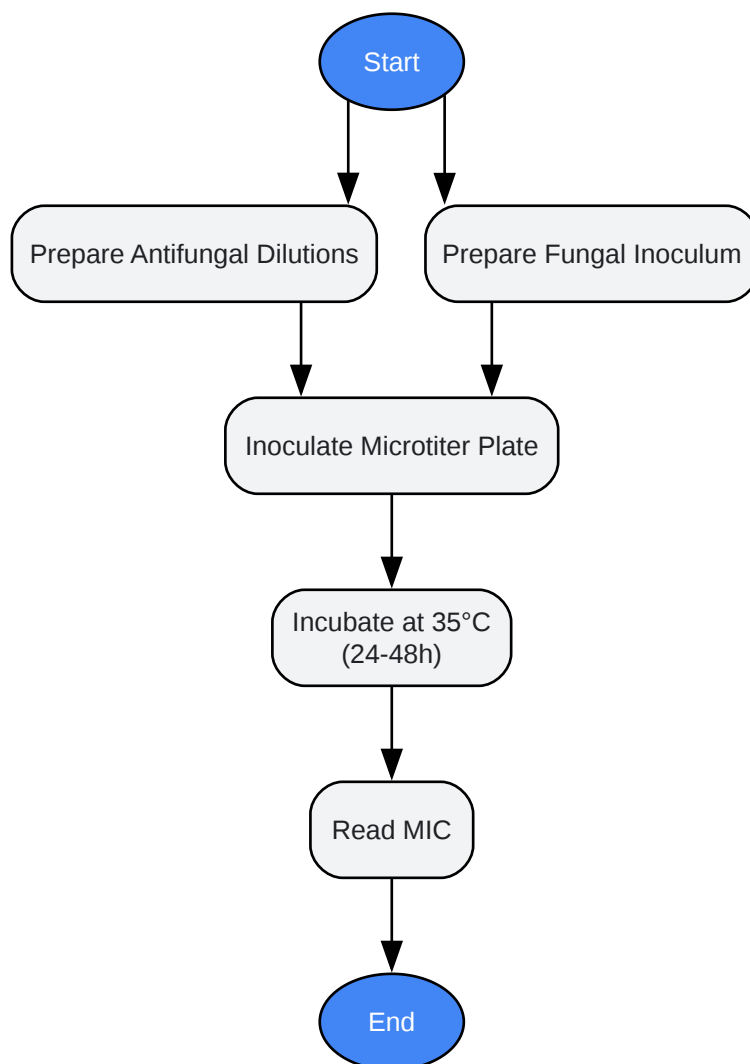 Start
Prepare Antifungal Dilutions
Prepare Fungal Inoculum
Inoculate Microtiter Plate
Incubate at 35°C
(24-48h)
Read MIC
End